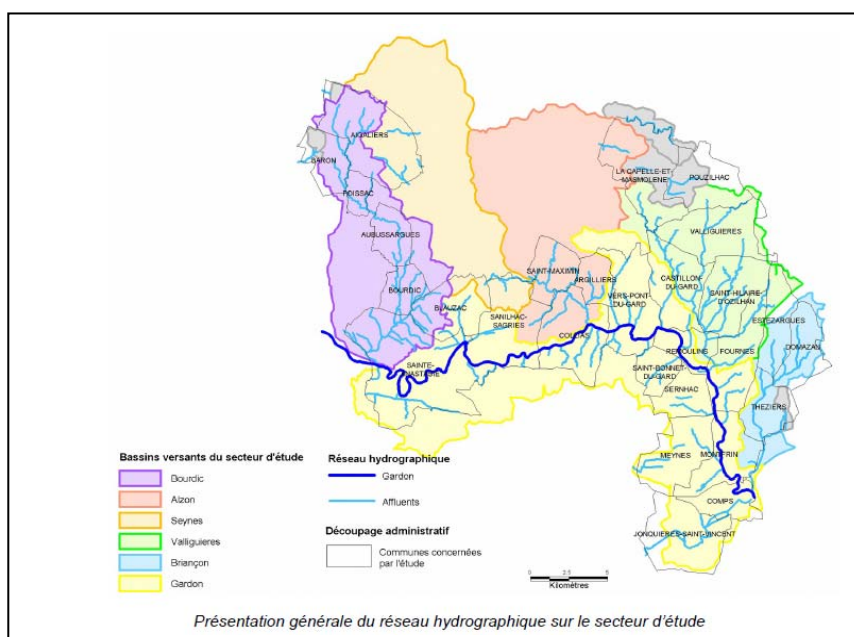 AIGALIERS
BARON
FOISSAC
LA CAPELLE-ET-
MASMOLENE
POUZILHAC
AUBUSSARGUES
VALLIGUIERES
BOURDIC
SAINT-MAXIMIN
ARGILLIERS
CASTILLON-
DU-GARD
SAINT-HILAIRE-
D'OZILHAN
VERS-PONT-
DU-GARD
BLAUZAC
SANILHAC-
SAGRIES
COLLIAS
ESTEZARGUES
DOMAZAN
REMOULINS
FOURNES
SAINTE-
ANASTASIE
SAINT-BONNET-
DU-GARD
SERNHAC
THEZIERS
MEYNES
MONTFRIN
COMPS
JONQUIERES-SAINT-VINCENT
Bassins versants du secteur d'étude
Bourdic
Alzon
Seynes
Valliguieres
Briançon
Gardon
Réseau hydrographique
Gardon
Affluents
Découpage administratif
Communes concernées
par l'étude
0 2.5 5
Kilomètres
Présentation générale du réseau hydrographique sur le secteur d'étude